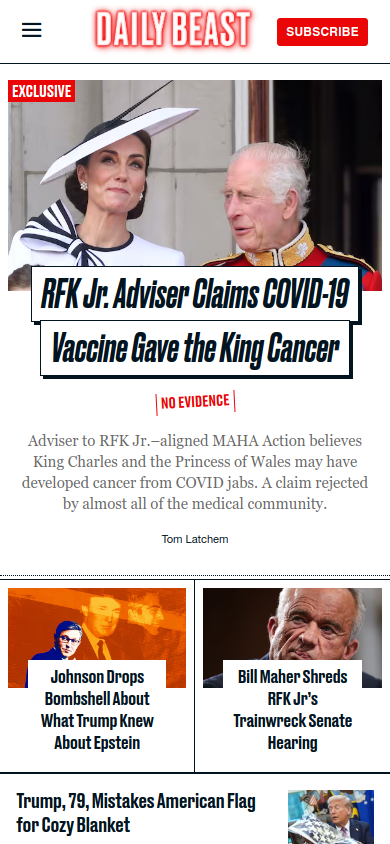 DAILY BEAST
SUBSCRIBE
EXCLUSIVE
RFK Jr. Adviser Claims COVID-19
Vaccine Gave the King Cancer
NO EVIDENCE
Adviser to RFK Jr.–aligned MAHA Action believes
King Charles and the Princess of Wales may have
developed cancer from COVID jabs. A claim rejected
by almost all of the medical community.
Tom Latchem
Johnson Drops
Bombshell About
What Trump Knew
About Epstein
Bill Maher Shreds
RFK Jr’s
Trainwreck Senate
Hearing
Trump, 79, Mistakes American Flag
for Cozy Blanket